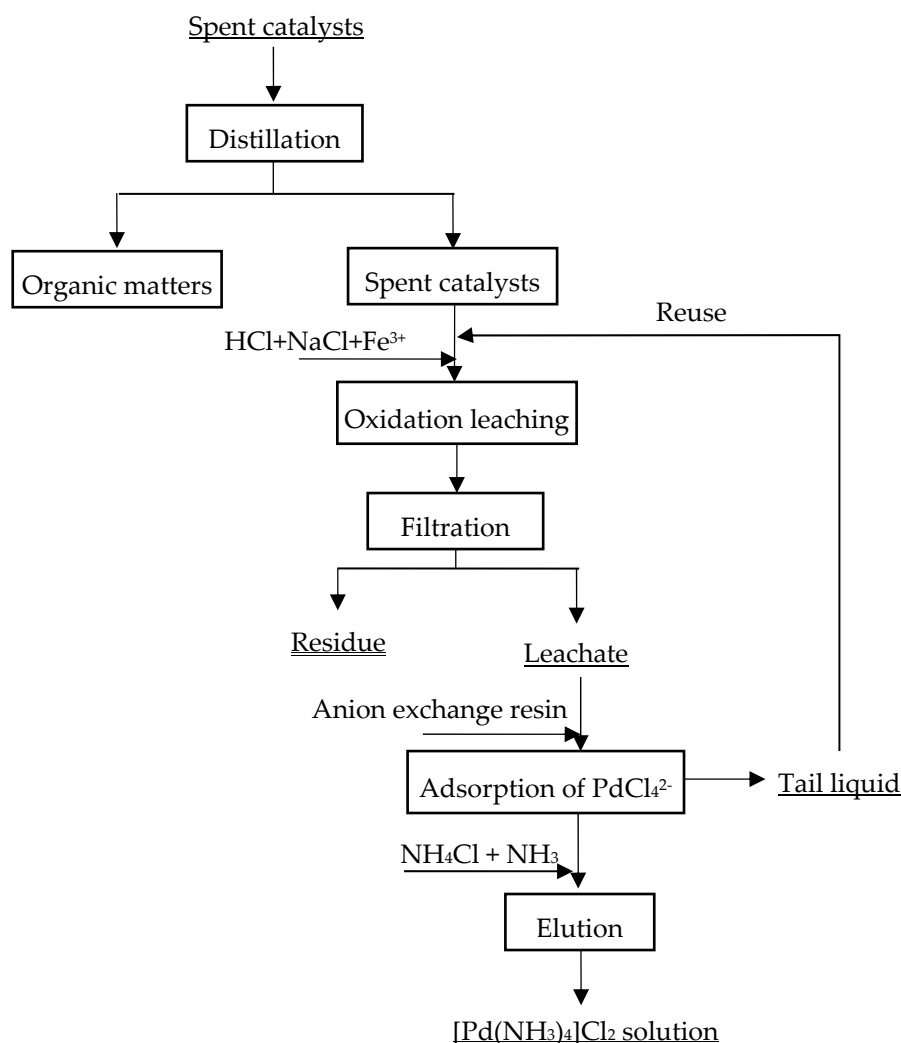 Spent catalysts
Distillation
Organic matters
Spent catalysts
Reuse
HCl+NaCl+Fe³⁺
Oxidation leaching
Filtration
Residue
Leachate
Anion exchange resin
Adsorption of PdCl₄²⁻
Tail liquid
NH₄Cl + NH₃
Elution
[Pd(NH₃)₄]Cl₂ solution